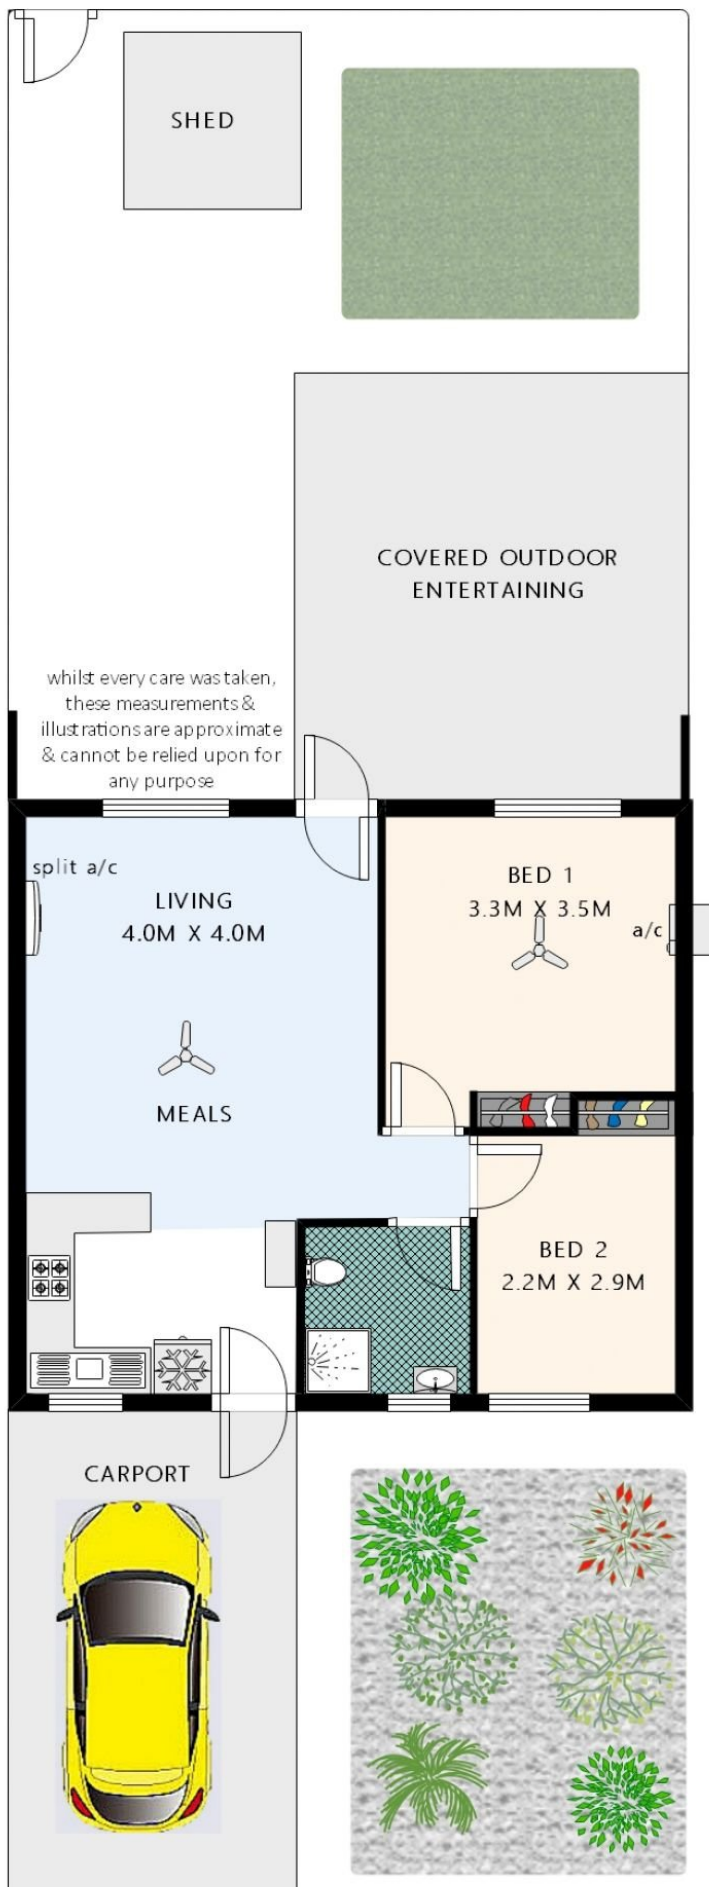 SHED
COVERED OUTDOOR
ENTERTAINING
whilst every care was taken,
these measurements &
illustrations are approximate
& cannot be relied upon for
any purpose
split a/c
LIVING
4.0M X 4.0M
BED 1
3.3M X 3.5M
a/c
MEALS
BED 2
2.2M X 2.9M
CARPORT